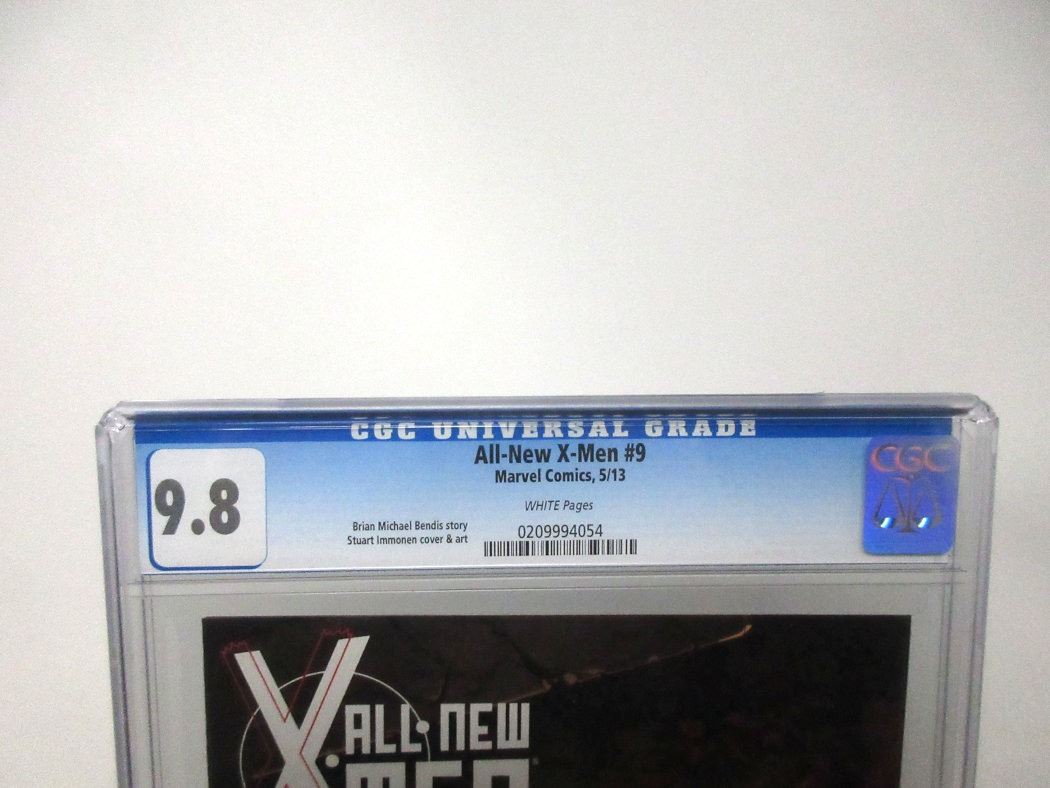 CGC UNIVERSAL GRADE
9.8
All-New X-Men #9
Marvel Comics, 5/13
WHITE Pages
Brian Michael Bendis story
Stuart Immonen cover & art
0209994054
CGC
X ALL·NEW
MEN